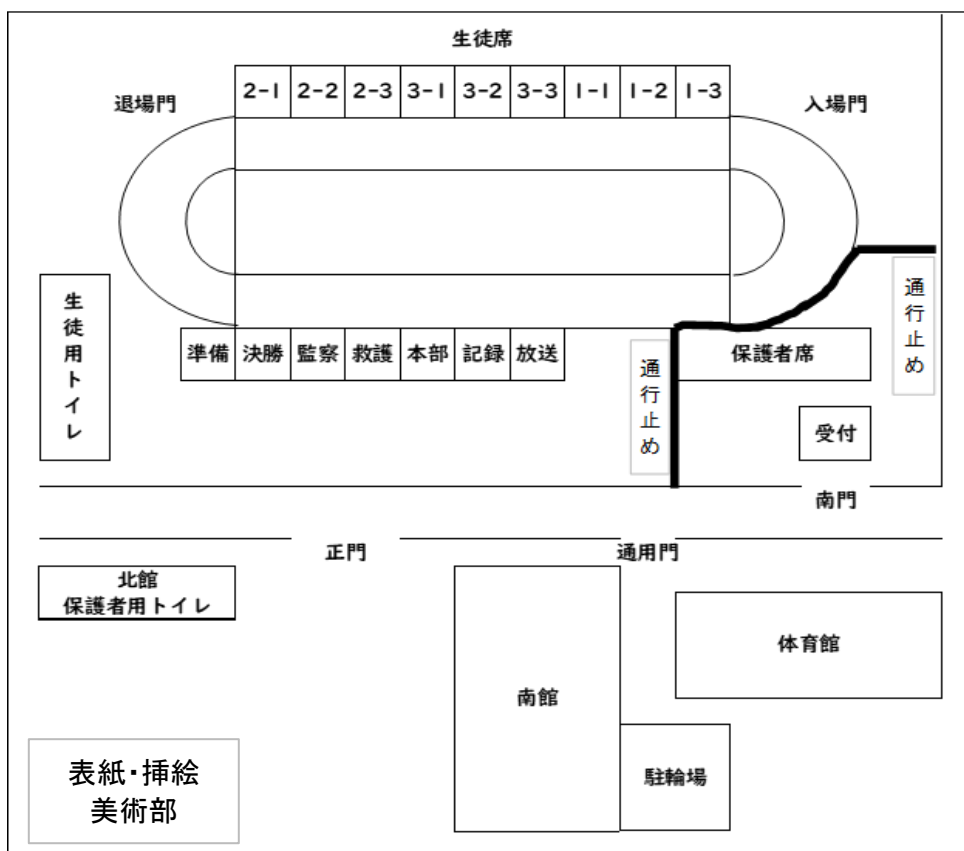 生徒席
退場門
2-1 2-2 2-3 3-1 3-2 3-3 1-1 1-2 1-3
入場門
生徒用トイレ
準備 決勝 監察 救護 本部 記録 放送
通行止め
保護者席
通行止め
受付
南門
正門
通用門
北館
保護者用トイレ
体育館
南館
駐輪場
表紙・挿絵
美術部